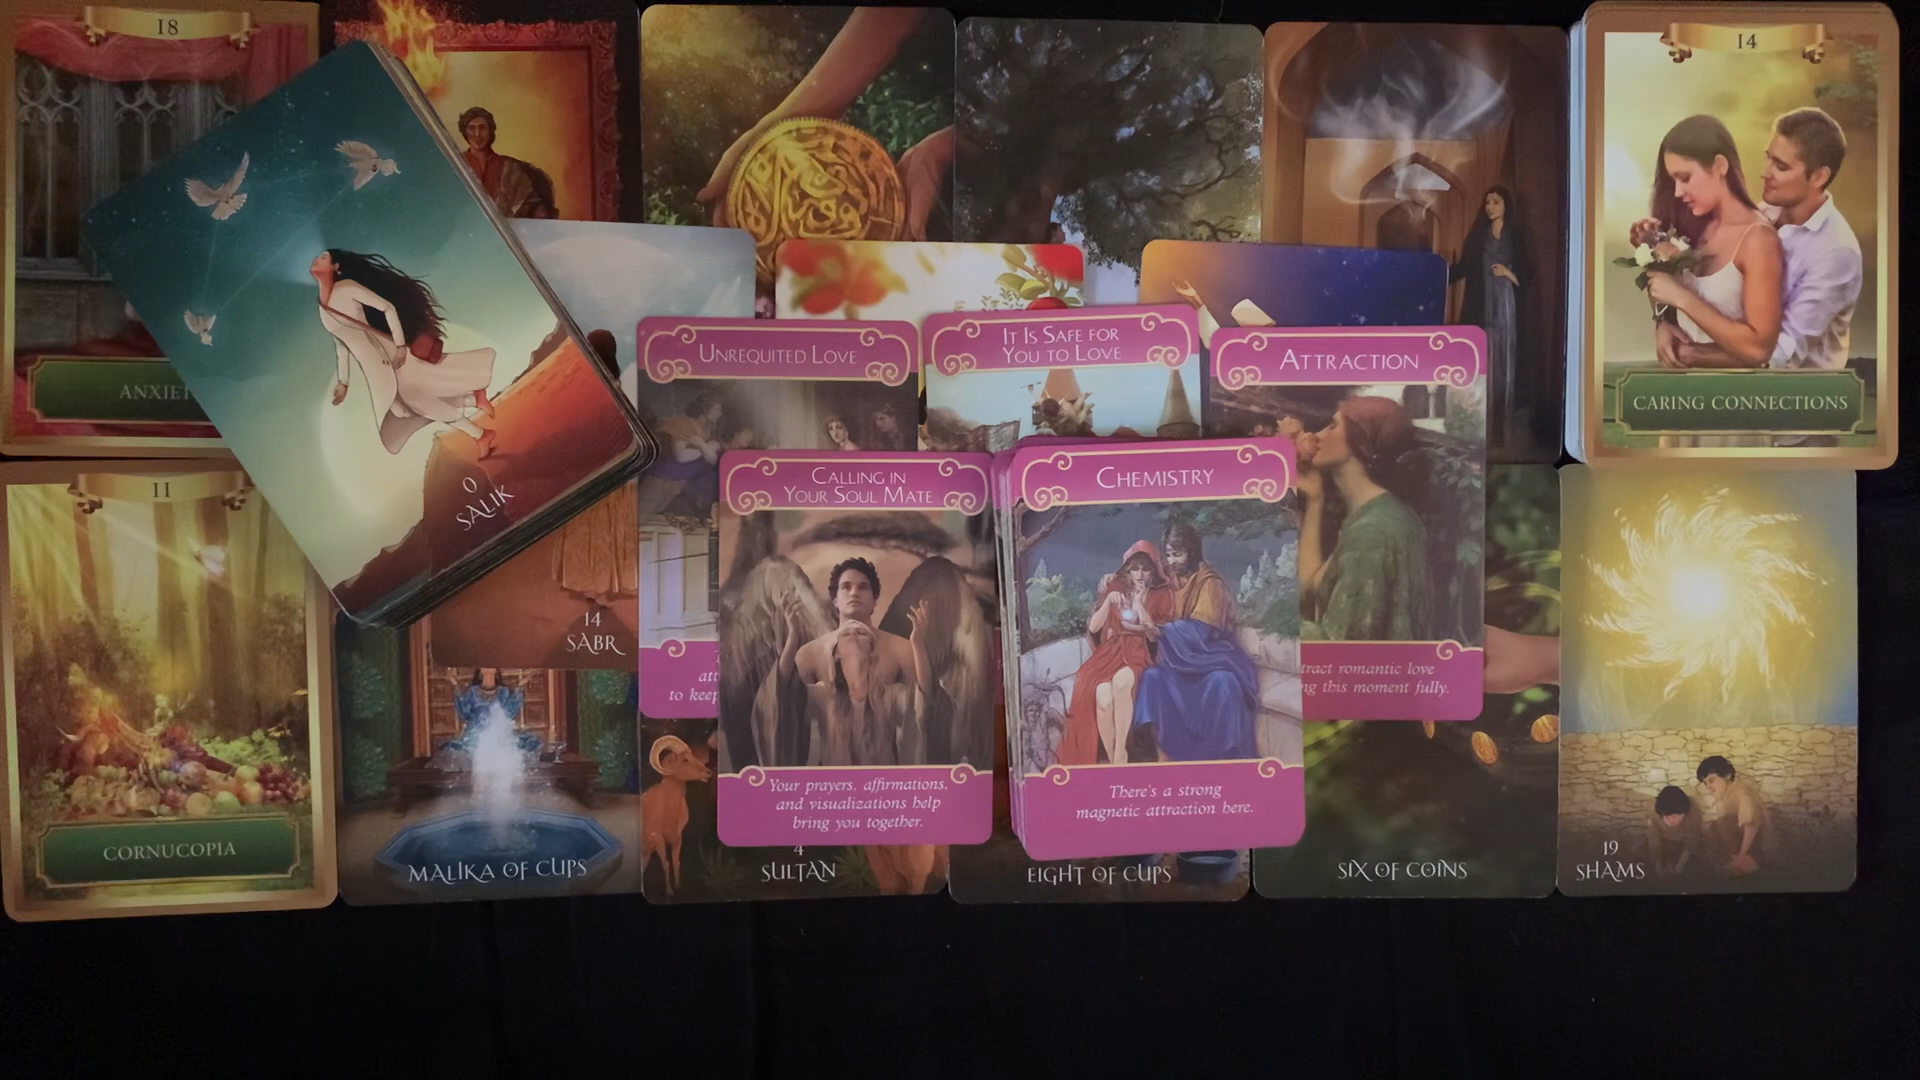 18
ANXIET
14
CARING CONNECTIONS
0
SALIK
UNREQUITED LOVE
IT IS SAFE FOR
YOU TO LOVE
ATTRACTION
CALLING IN
YOUR SOUL MATE
CHEMISTRY
11
CORNUCOPIA
14
SABR
to keep
tract romantic love
ng this moment fully.
Your prayers, affirmations,
and visualizations help
bring you together.
There's a strong
magnetic attraction here.
MALIKA OF CUPS
4
SULTAN
EIGHT OF CUPS
SIX OF COINS
19
SHAMS